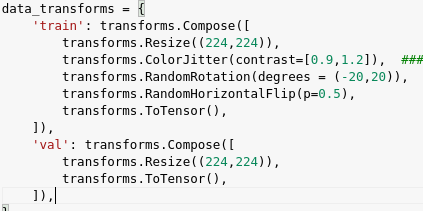 data_transforms = {
    'train': transforms.Compose([
        transforms.Resize((224,224)),
        transforms.ColorJitter(contrast=[0.9,1.2]),  ###
        transforms.RandomRotation(degrees = (-20,20)),
        transforms.RandomHorizontalFlip(p=0.5),
        transforms.ToTensor(),
    ]),
    'val': transforms.Compose([
        transforms.Resize((224,224)),
        transforms.ToTensor(),
    ]),
}